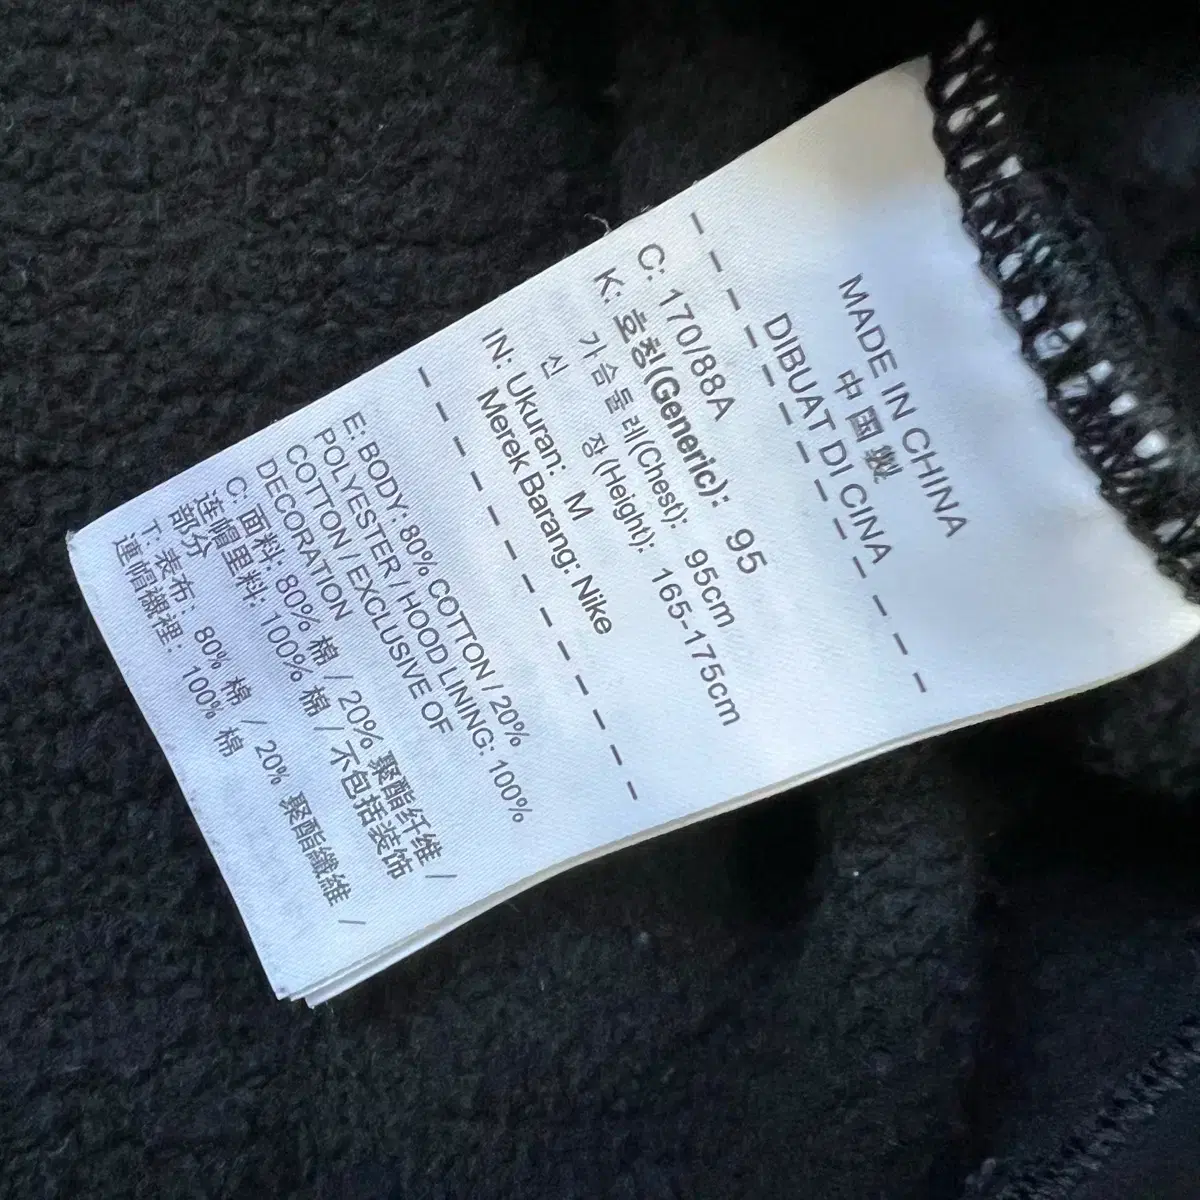 MADE IN CHINA
中国製
DIBUAT DI CINA
C: 170/88A
K: 호칭(Generic): 95
가슴둘레(Chest): 95cm
신 장(Height): 165-175cm
IN: Ukuran: M
Merek Barang: Nike
E: BODY: 80% COTTON / 20%
POLYESTER / HOOD LINING: 100%
COTTON / EXCLUSIVE OF
DECORATION
C: 面料: 80% 棉 / 20% 聚酯纤维 /
连帽里料: 100% 棉 / 不包括装饰
部分
T: 表布: 80% 棉 / 20% 聚酯纖維 /
連帽襯裡: 100% 棉